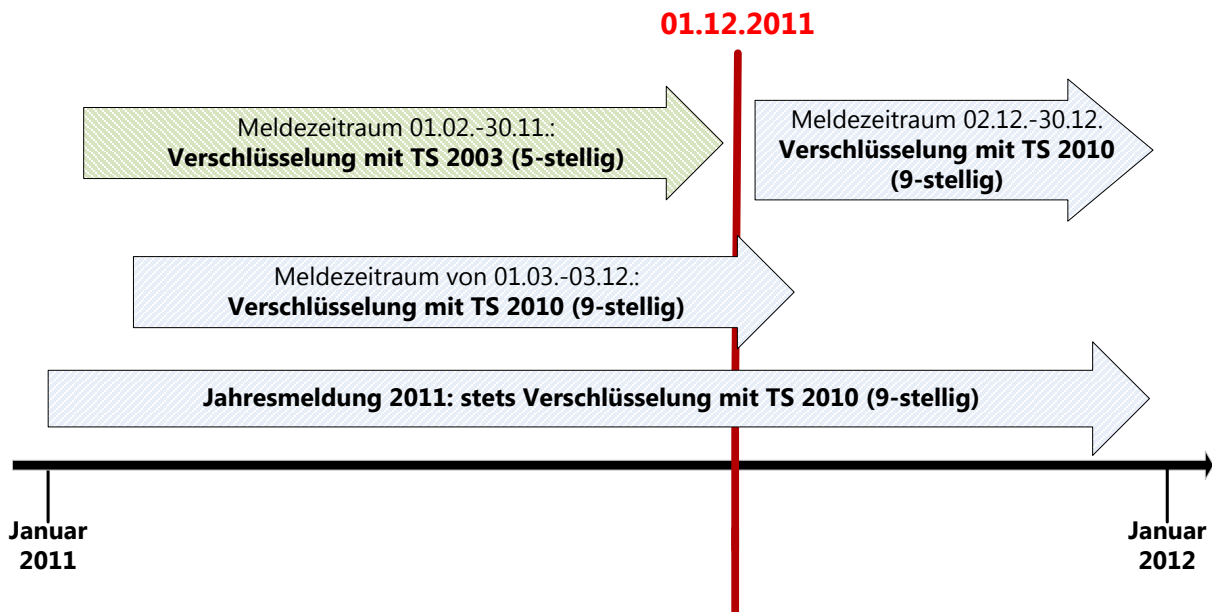 01.12.2011
Meldezeitraum 01.02.-30.11.:
Verschlüsselung mit TS 2003 (5-stellig)
Meldezeitraum 02.12.-30.12.
Verschlüsselung mit TS 2010
(9-stellig)
Meldezeitraum von 01.03.-03.12.:
Verschlüsselung mit TS 2010 (9-stellig)
Jahresmeldung 2011: stets Verschlüsselung mit TS 2010 (9-stellig)
Januar
2011
Januar
2012